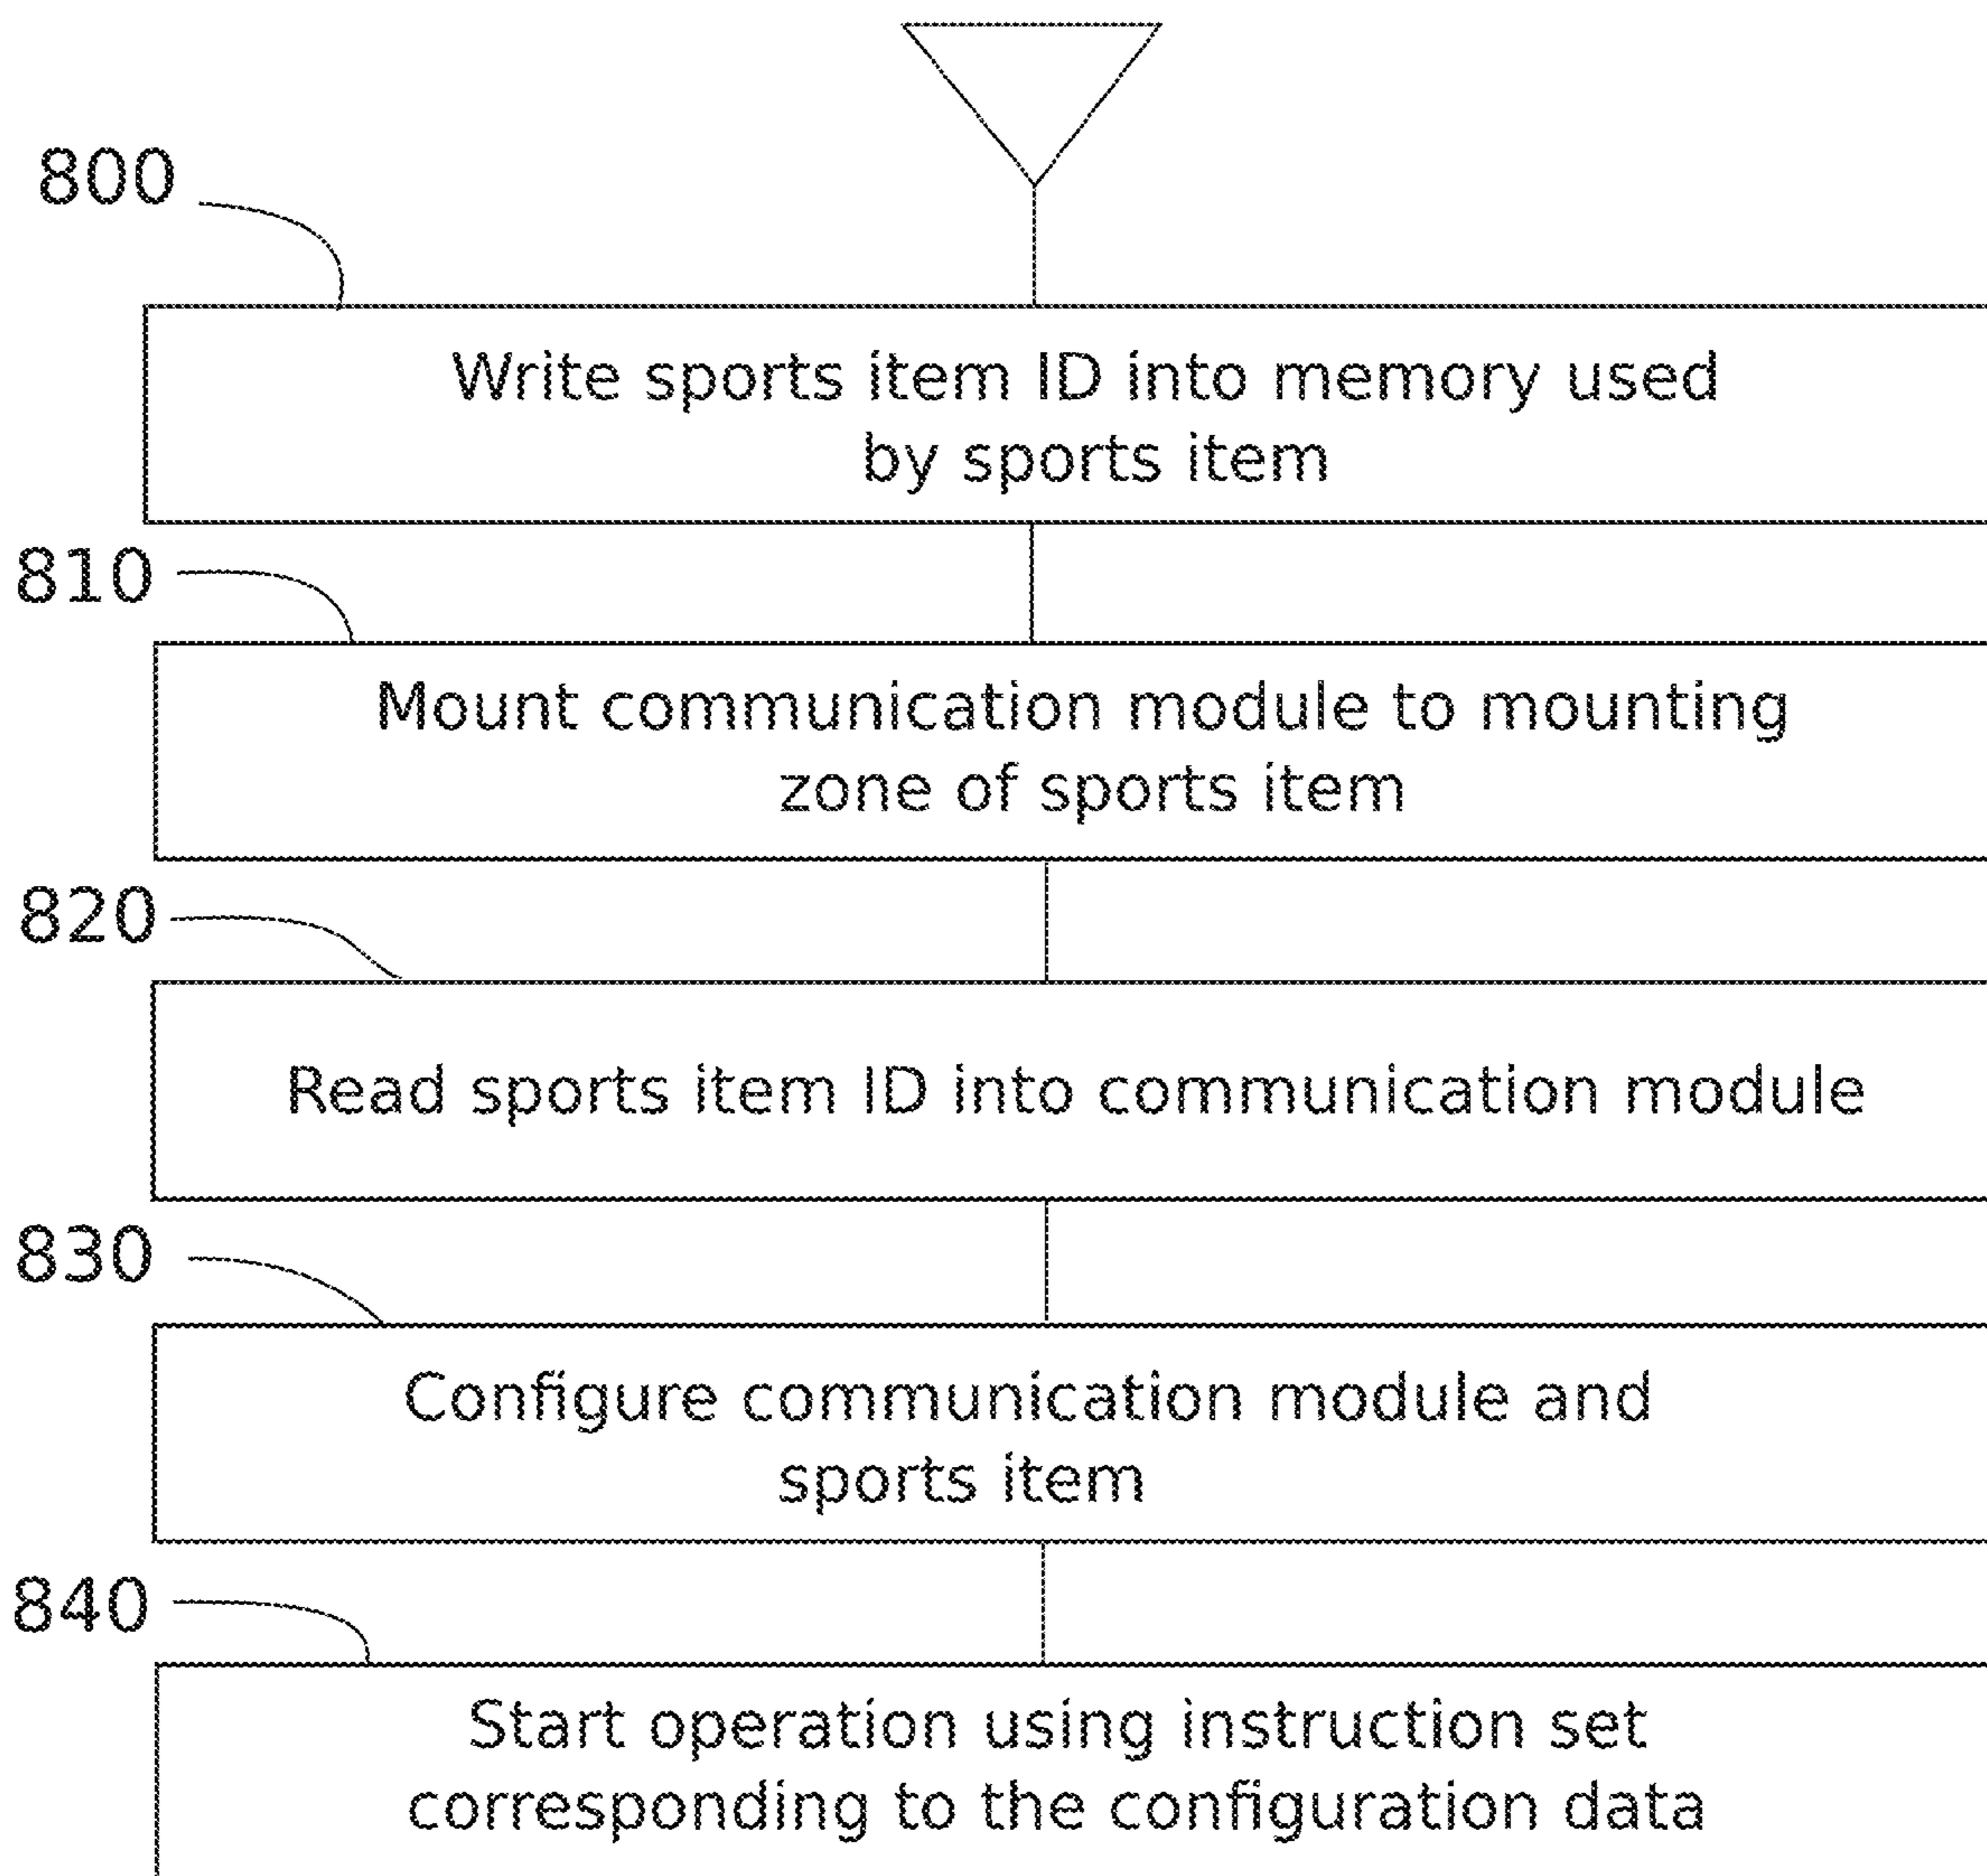 800
Write sports item ID into memory used
by sports item
810
Mount communication module to mounting
zone of sports item
820
Read sports item ID into communication module
830
Configure communication module and
sports item
840
Start operation using instruction set
corresponding to the configuration data